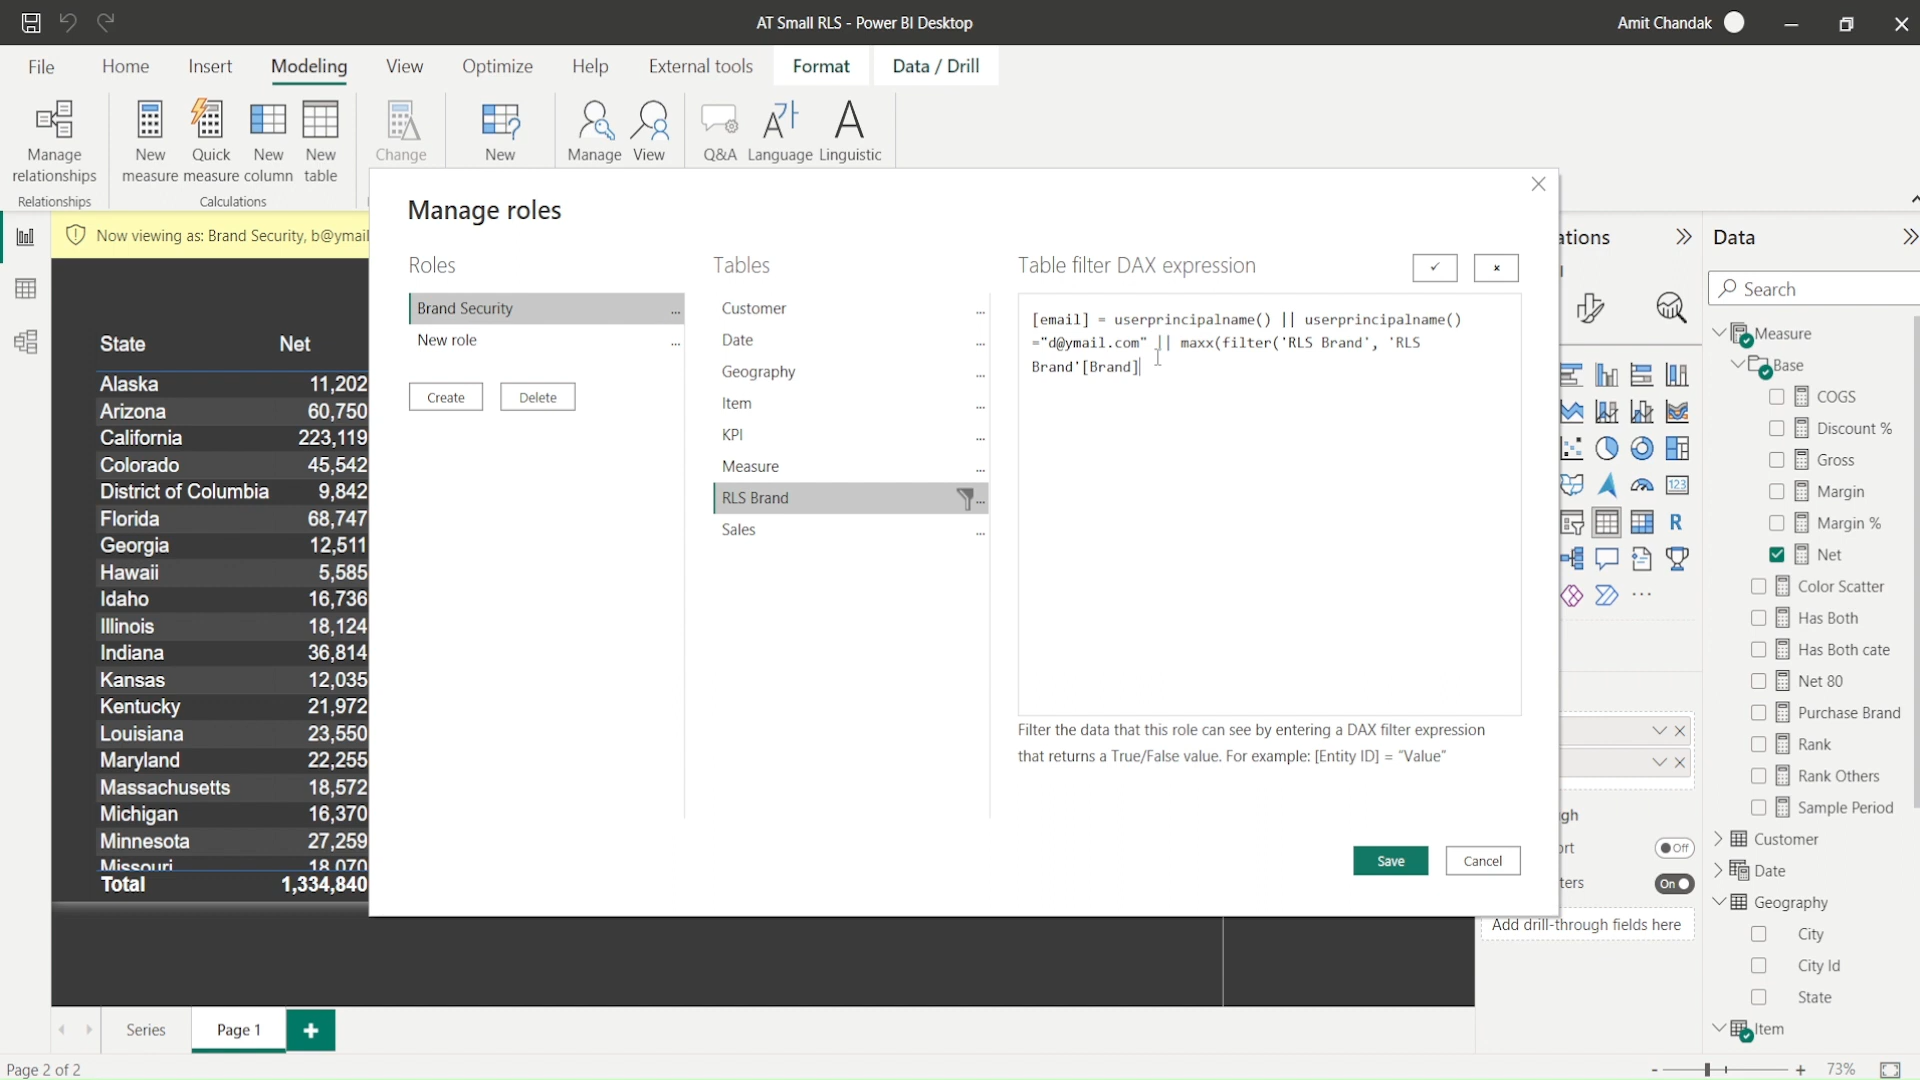 AT Small RLS - Power BI Desktop
Amit Chandak
File Home Insert Modeling View Optimize Help External tools Format Data / Drill
Manage relationships
New measure
Quick measure
New column
New table
Change
New
Manage
View
Q&A
Language
Linguistic
Relationships
Calculations
Now viewing as: Brand Security, b@ymail
State Net
Alaska 11,202
Arizona 60,750
California 223,119
Colorado 45,542
District of Columbia 9,842
Florida 68,747
Georgia 12,511
Hawaii 5,585
Idaho 16,736
Illinois 18,124
Indiana 36,814
Kansas 12,035
Kentucky 21,972
Louisiana 23,550
Maryland 22,255
Massachusetts 18,572
Michigan 16,370
Minnesota 27,259
Missouri 18,070
Total 1,334,840
Manage roles
Roles
Brand Security ...
New role ...
Create Delete
Tables
Customer ...
Date ...
Geography ...
Item ...
KPI ...
Measure ...
RLS Brand ...
Sales ...
Table filter DAX expression
[email] = userprincipalname() || userprincipalname()
="d@ymail.com" || maxx(filter('RLS Brand', 'RLS
Brand'[Brand]
Filter the data that this role can see by entering a DAX filter expression
that returns a True/False value. For example: [Entity ID] = "Value"
Save Cancel
ations
123
R
gh
ort
Off
ters
On
Add drill-through fields here
Data
Search
Measure
Base
COGS
Discount %
Gross
Margin
Margin %
Net
Color Scatter
Has Both
Has Both cate
Net 80
Purchase Brand
Rank
Rank Others
Sample Period
Customer
Date
Geography
City
City Id
State
Item
Series Page 1
Page 2 of 2
- + 73%